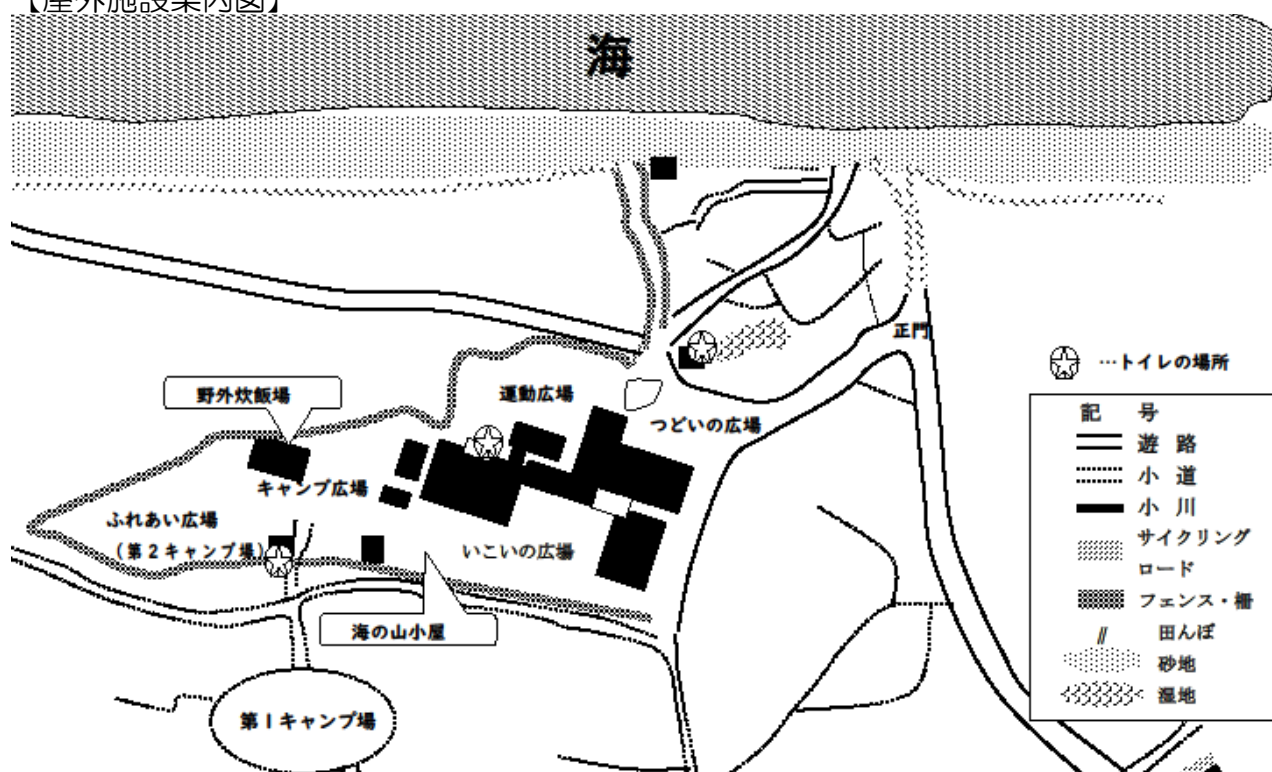 【屋外施設案内図】
海
正門
…トイレの場所
野外炊飯場
運動広場
つどいの広場
キャンプ広場
ふれあい広場
(第2キャンプ場)
いこいの広場
海の山小屋
第1キャンプ場
記 号
遊 路
小 道
小 川
サイクリング
ロード
フェンス・柵
田んぼ
砂地
湿地